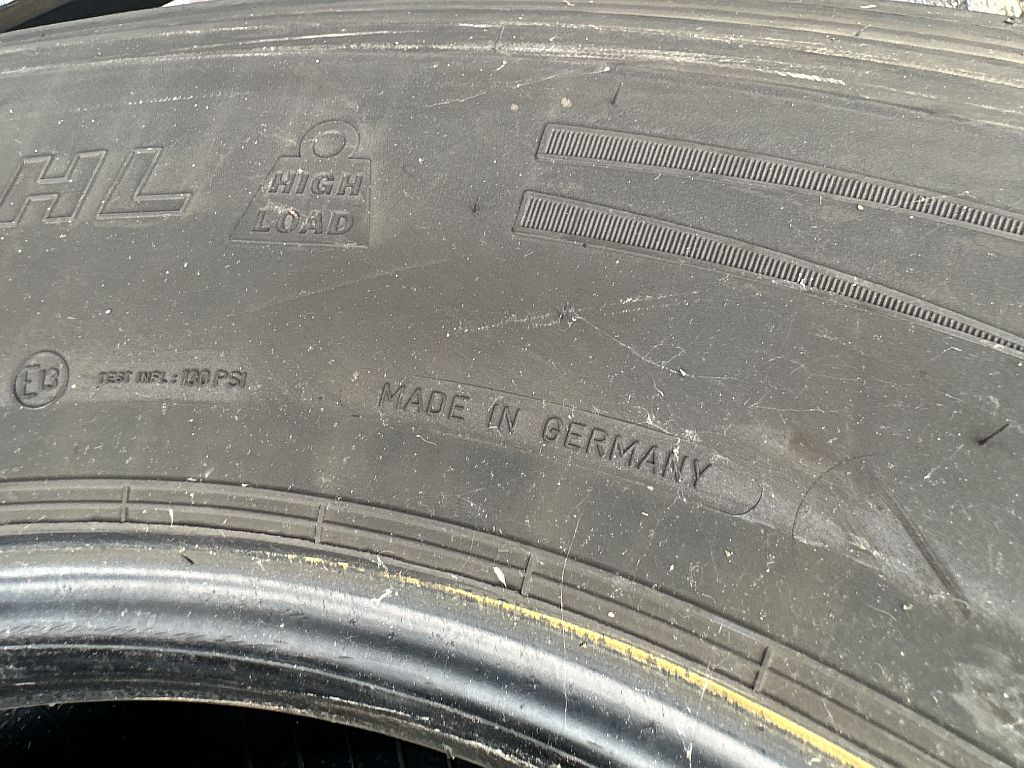 HL
HIGH
LOAD
E13
TEST INFL.: 130 PSI
MADE IN GERMANY